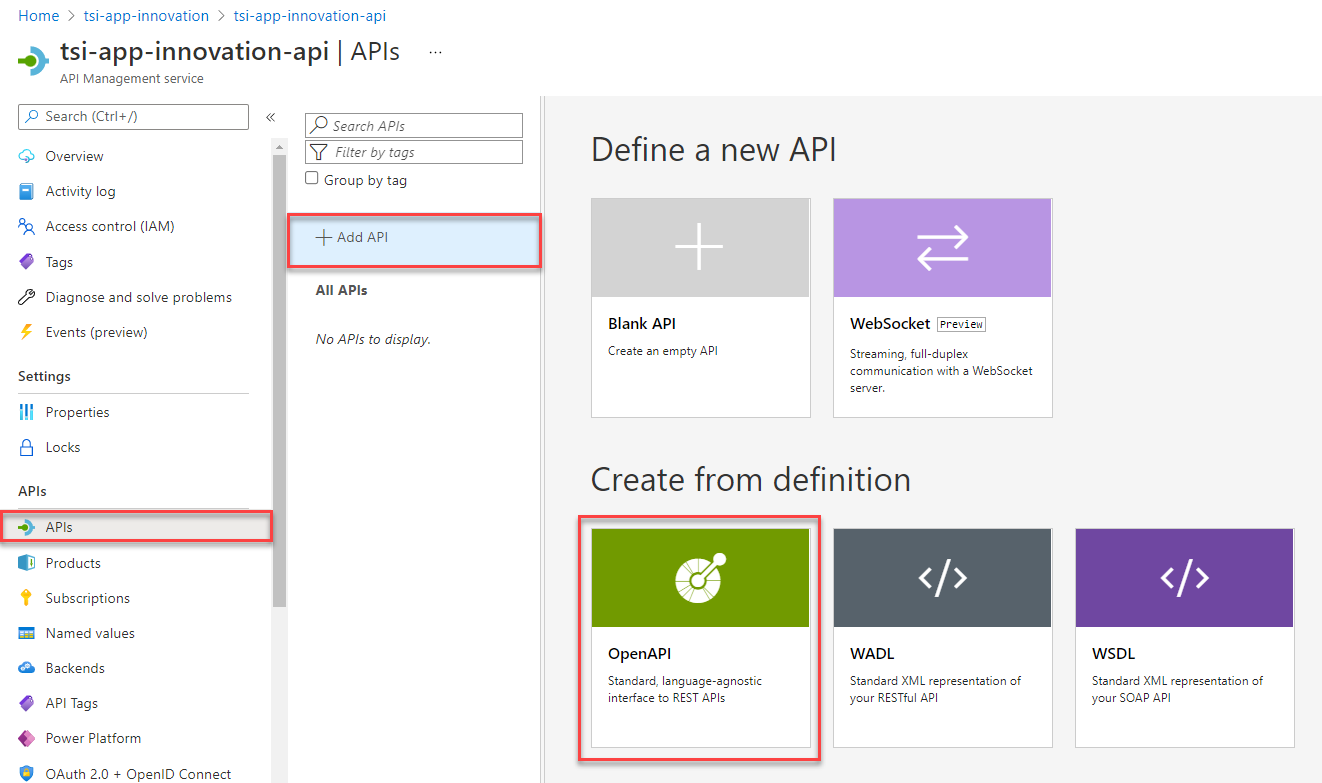 Home > tsi-app-innovation > tsi-app-innovation-api
tsi-app-innovation-api | APIs ...
API Management service
Search (Ctrl+/)
«
Overview
Activity log
Access control (IAM)
Tags
Diagnose and solve problems
Events (preview)
Settings
Properties
Locks
APIs
APIs
Products
Subscriptions
Named values
Backends
API Tags
Power Platform
OAuth 2.0 + OpenID Connect
Search APIs
Filter by tags
Group by tag
+ Add API
All APIs
No APIs to display.
Define a new API
Blank API
Create an empty API
WebSocket Preview
Streaming, full-duplex
communication with a WebSocket
server.
Create from definition
OpenAPI
Standard, language-agnostic
interface to REST APIs
</>
WADL
Standard XML representation of
your RESTful API
</>
WSDL
Standard XML representation of
your SOAP API